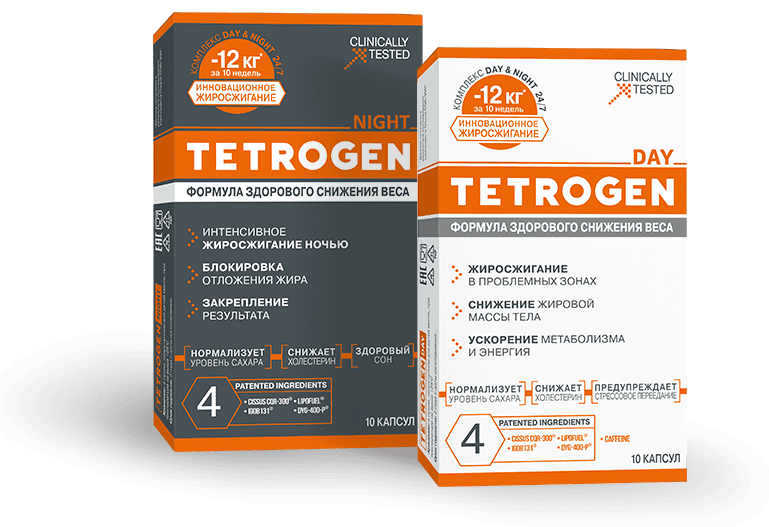 КОМПЛЕКС DAY & NIGHT 24/7
-12 кг*
за 10 недель
ИННОВАЦИОННОЕ
ЖИРОСЖИГАНИЕ
CLINICALLY
TESTED
NIGHT
TETROGEN
ФОРМУЛА ЗДОРОВОГО СНИЖЕНИЯ ВЕСА
ИНТЕНСИВНОЕ
ЖИРОСЖИГАНИЕ НОЧЬЮ
БЛОКИРОВКА
ОТЛОЖЕНИЯ ЖИРА
ЗАКРЕПЛЕНИЕ
РЕЗУЛЬТАТА
НОРМАЛИЗУЕТ
УРОВЕНЬ САХАРА
СНИЖАЕТ
ХОЛЕСТЕРИН
ЗДОРОВЫЙ
СОН
4
PATENTED INGREDIENTS
• CISSUS CQR-300® • LIPOFUEL®
• IGOB131® • DYG-400-P®
10 КАПСУЛ
EAC
TETROGEN NIGHT
КОМПЛЕКС DAY & NIGHT 24/7
-12 кг*
за 10 недель
ИННОВАЦИОННОЕ
ЖИРОСЖИГАНИЕ
CLINICALLY
TESTED
DAY
TETROGEN
ФОРМУЛА ЗДОРОВОГО СНИЖЕНИЯ ВЕСА
ЖИРОСЖИГАНИЕ
В ПРОБЛЕМНЫХ ЗОНАХ
СНИЖЕНИЕ ЖИРОВОЙ
МАССЫ ТЕЛА
УСКОРЕНИЕ МЕТАБОЛИЗМА
И ЭНЕРГИЯ
НОРМАЛИЗУЕТ
УРОВЕНЬ САХАРА
СНИЖАЕТ
ХОЛЕСТЕРИН
ПРЕДУПРЕЖДАЕТ
СТРЕССОВОЕ ПЕРЕЕДАНИЕ
4
PATENTED INGREDIENTS
• CISSUS CQR-300® • LIPOFUEL® • CAFFEINE
• IGOB131® • DYG-400-P®
10 КАПСУЛ
EAC
TETROGEN DAY